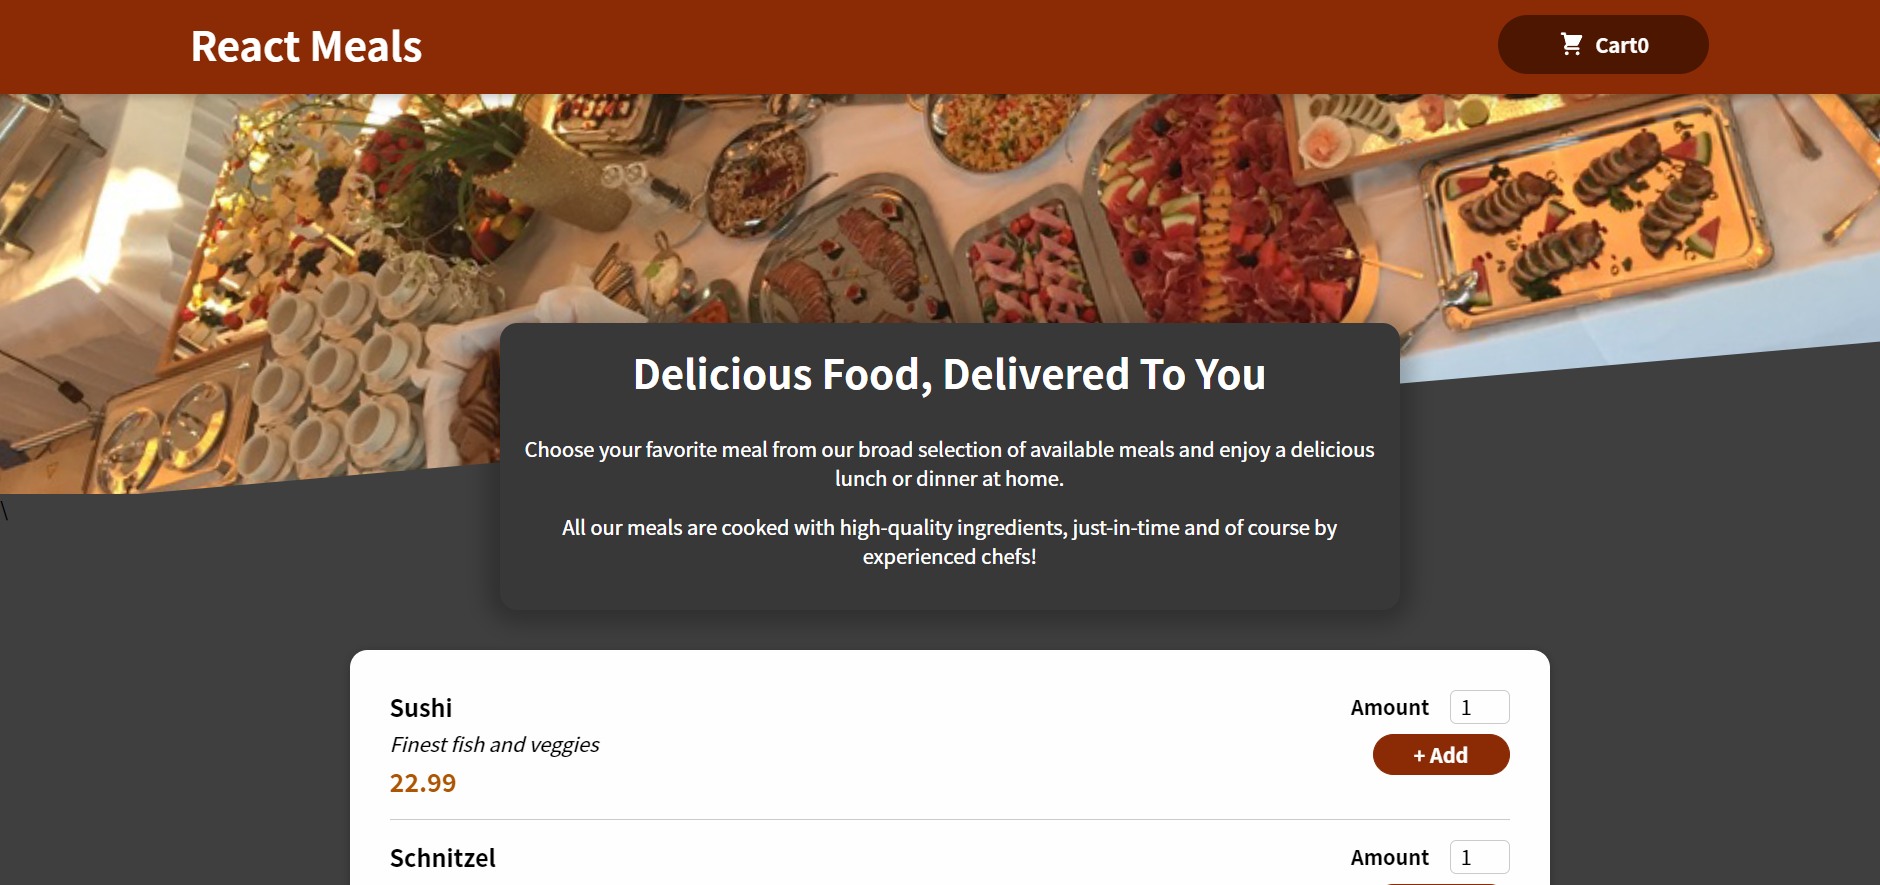 React Meals
Cart0
Delicious Food, Delivered To You
Choose your favorite meal from our broad selection of available meals and enjoy a delicious
lunch or dinner at home.
\
All our meals are cooked with high-quality ingredients, just-in-time and of course by
experienced chefs!
Sushi
Amount 1
Finest fish and veggies
+ Add
22.99
Schnitzel
Amount 1